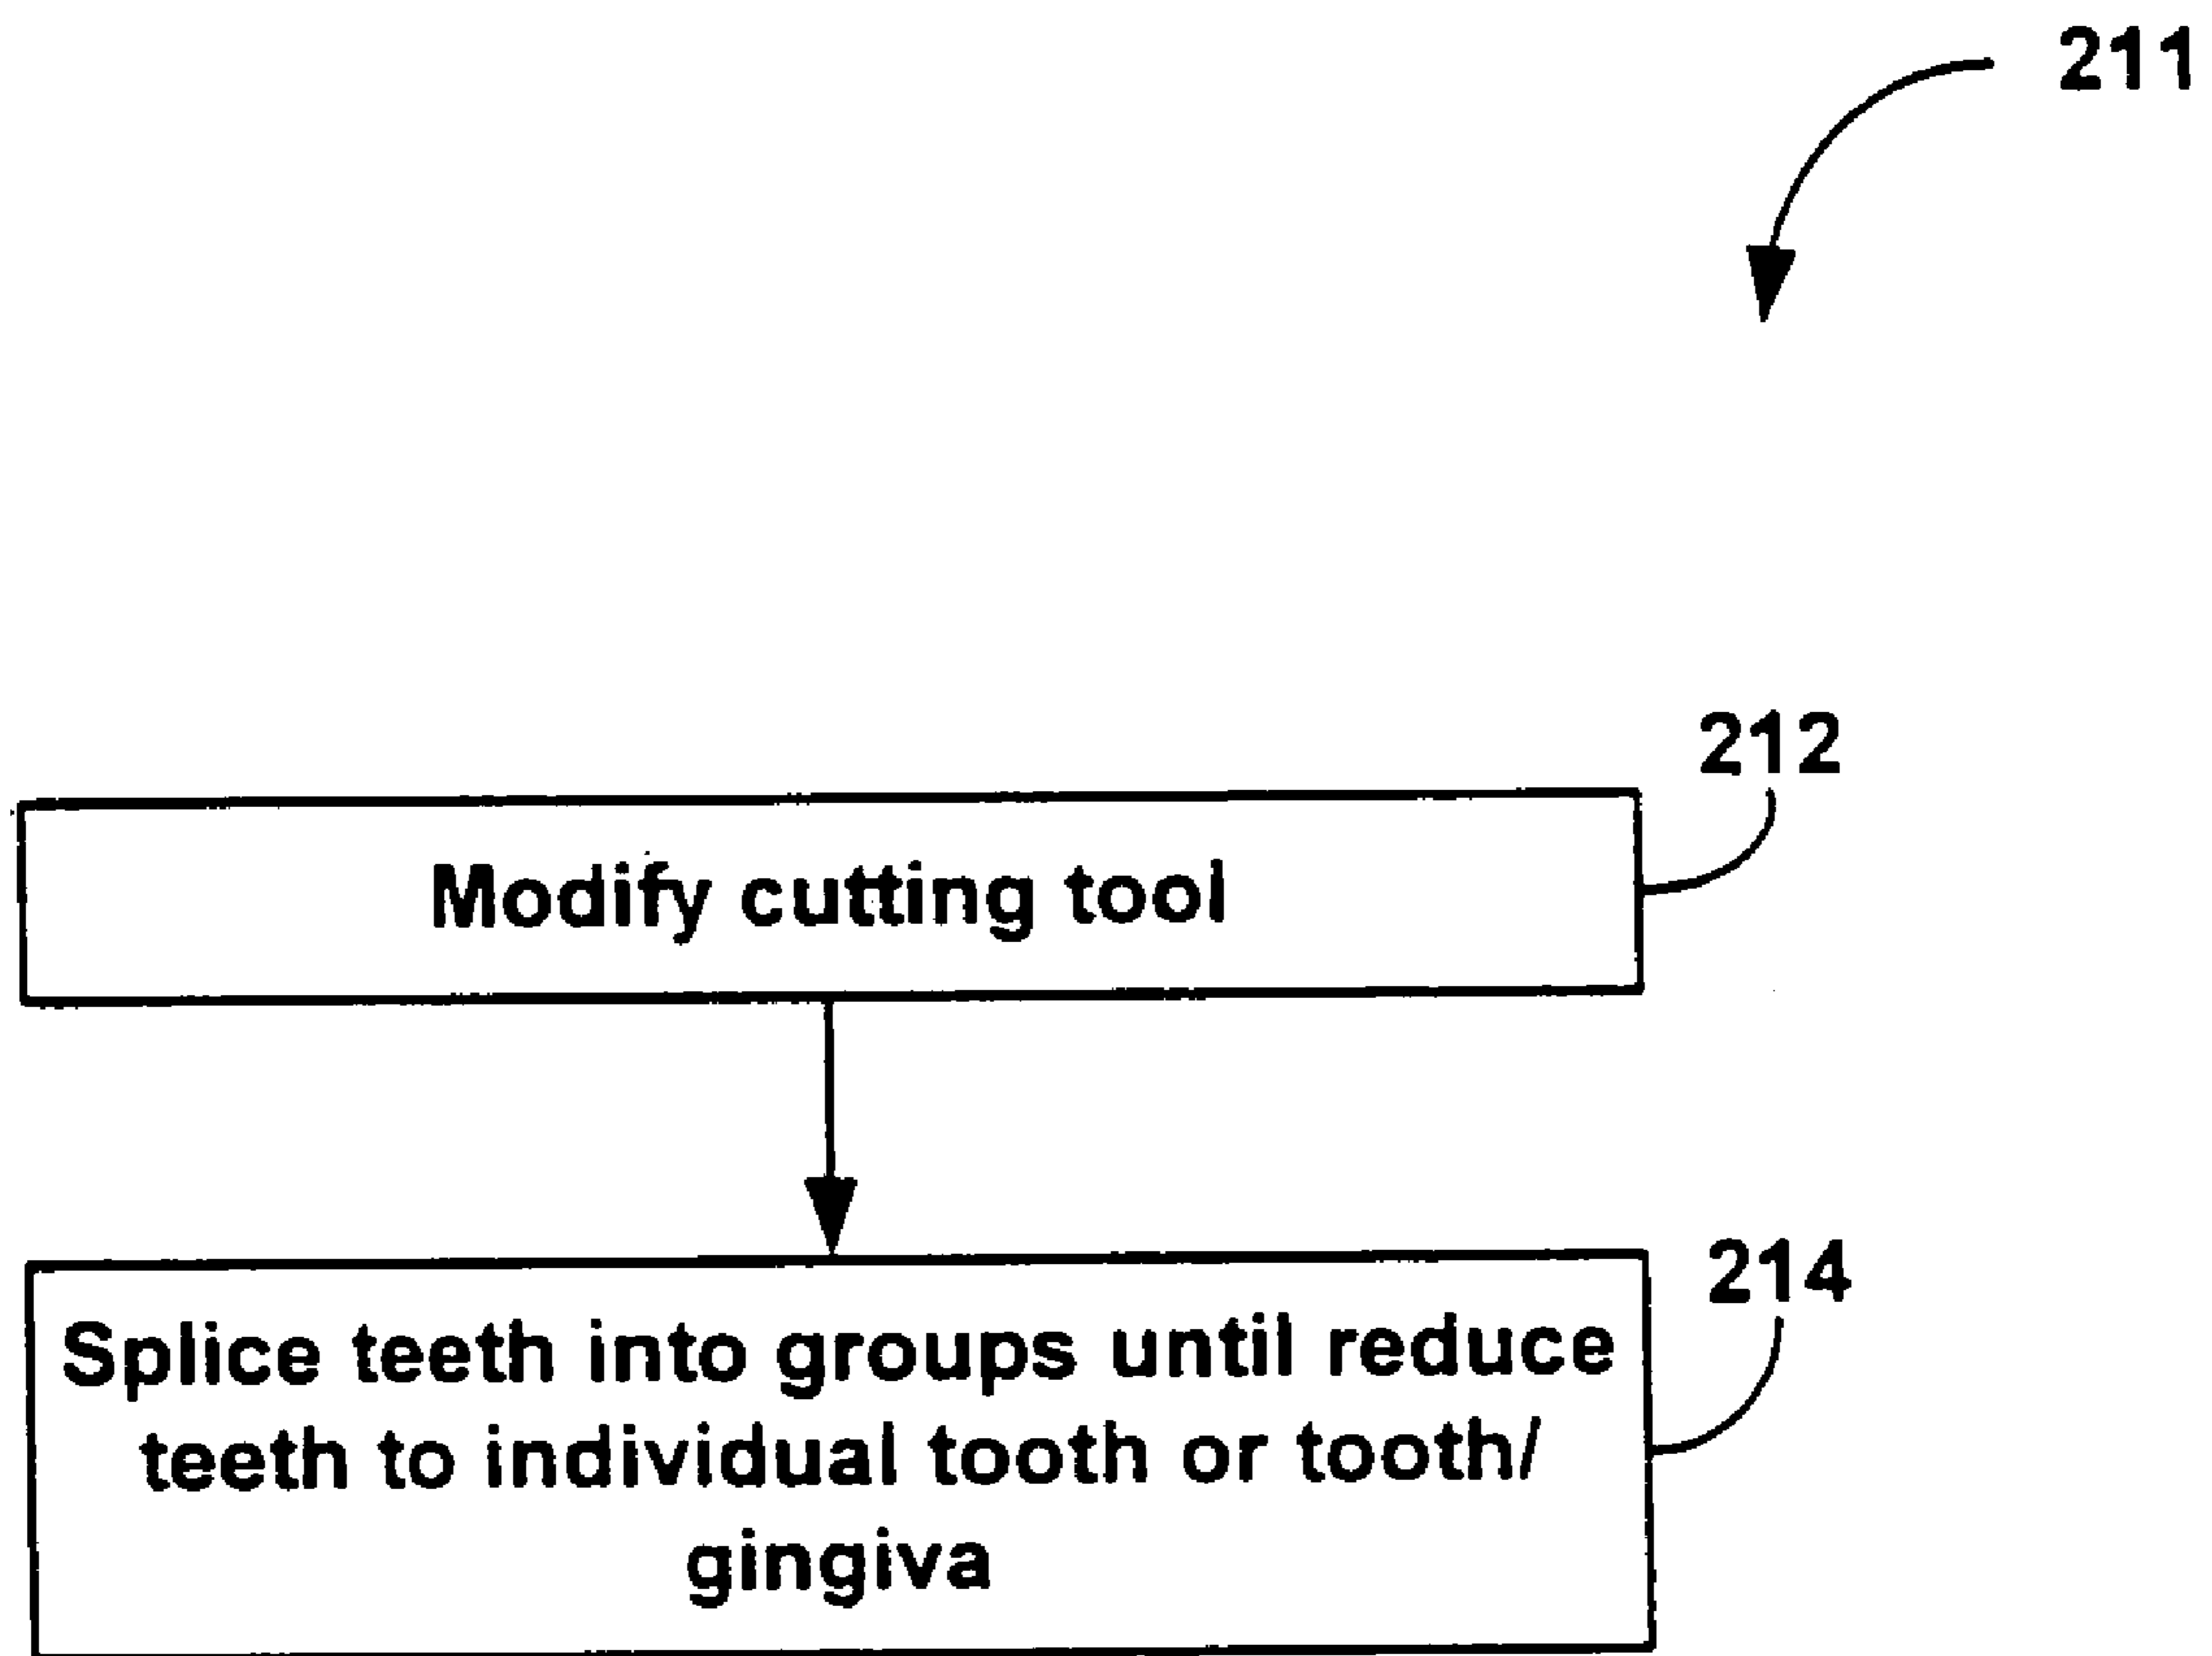 211
212
Modify cutting tool
214
Splice teeth into groups until reduce
teeth to individual tooth or tooth/
gingiva